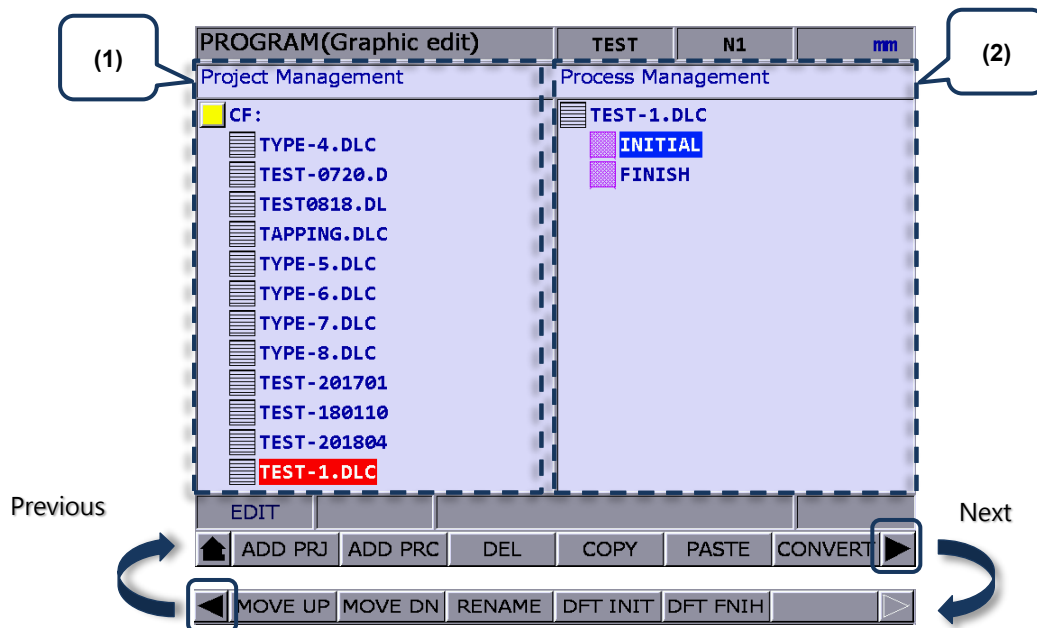 PROGRAM(Graphic edit) TEST N1 mm
(1)
(2)
Project Management
CF:
TYPE-4.DLC
TEST-0720.D
TEST0818.DL
TAPPING.DLC
TYPE-5.DLC
TYPE-6.DLC
TYPE-7.DLC
TYPE-8.DLC
TEST-201701
TEST-180110
TEST-201804
TEST-1.DLC
Process Management
TEST-1.DLC
INITIAL
FINISH
Previous
Next
EDIT
ADD PRJ ADD PRC DEL COPY PASTE CONVERT
MOVE UP MOVE DN RENAME DFT INIT DFT FNIH